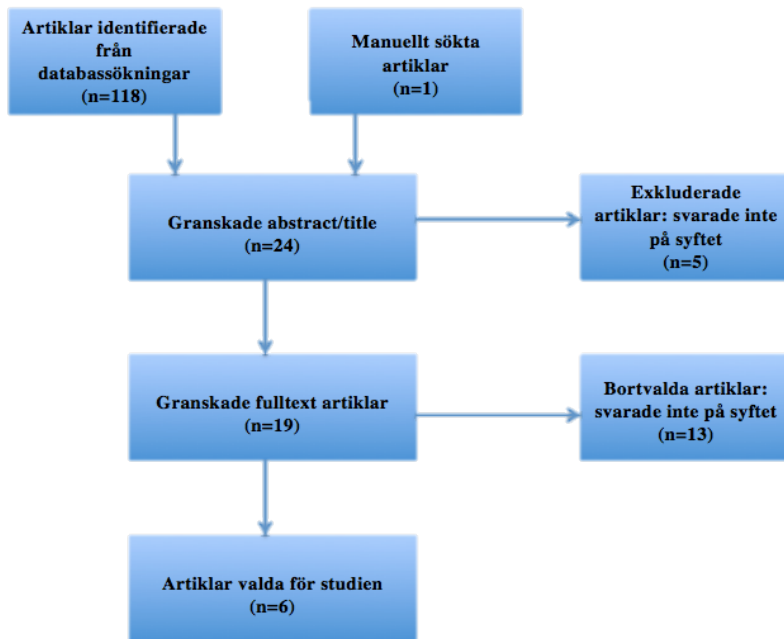 Artiklar identifierade
från
databassökningar
(n=118)
Manuellt sökta
artiklar
(n=1)
Granskade abstract/title
(n=24)
Exkluderade
artiklar: svarade inte
på syftet
(n=5)
Granskade fulltext artiklar
(n=19)
Bortvalda artiklar:
svarade inte på syftet
(n=13)
Artiklar valda för studien
(n=6)